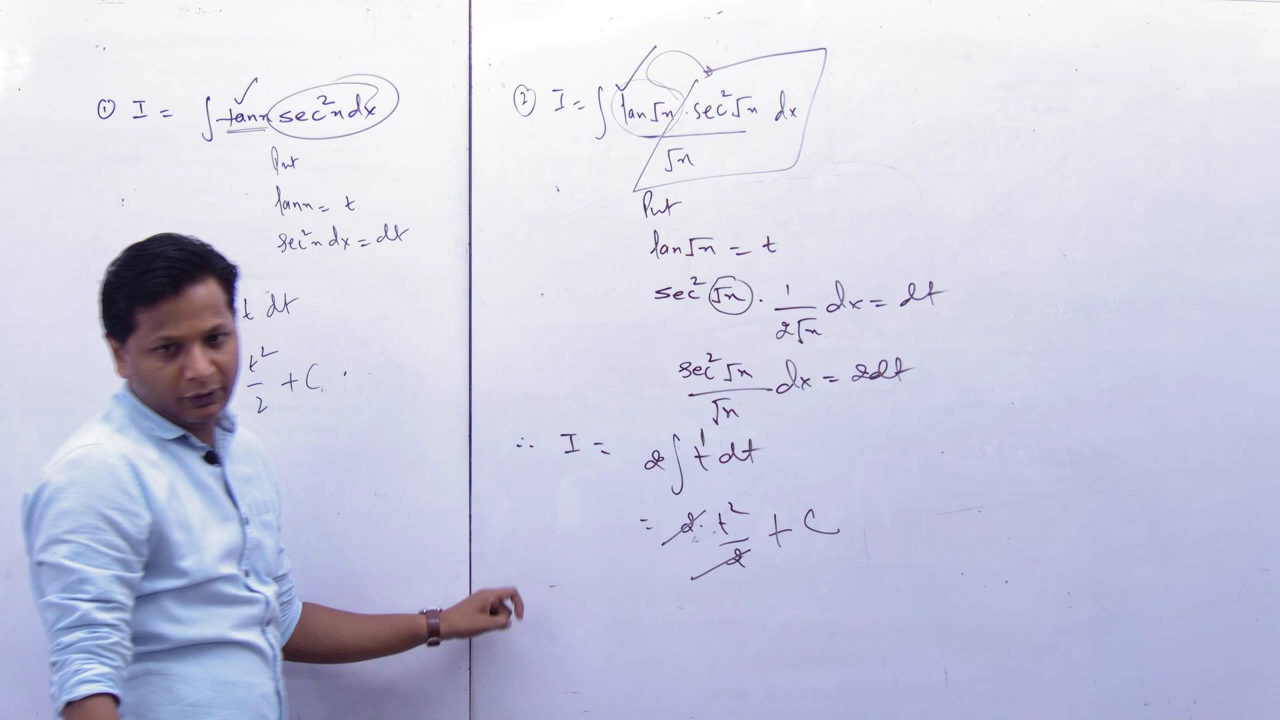 ① I = ∫ tanx sec²x dx
Put
tanx = t
sec²x dx = dt
t dt
t²/2 + C.
② I = ∫ tan√x · sec²√x dx
√x
Put
tan√x = t
sec²√x · 1/2√x dx = dt
sec²√x/√x dx = 2dt
∴ I = 2∫ t¹ dt
= 2· t²/2 + C